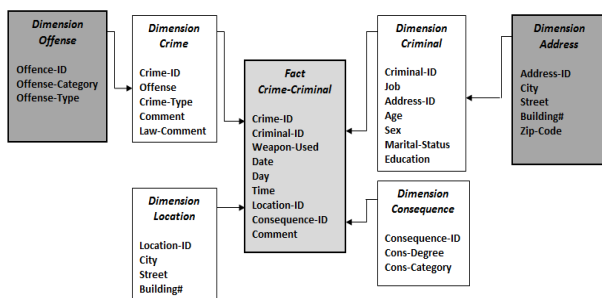 Dimension
Offense
Offence-ID
Offense-Category
Offense-Type
Dimension
Crime
Crime-ID
Offense
Crime-Type
Comment
Law-Comment
Fact
Crime-Criminal
Crime-ID
Criminal-ID
Weapon-Used
Date
Day
Time
Location-ID
Consequence-ID
Comment
Dimension
Criminal
Criminal-ID
Job
Address-ID
Age
Sex
Marital-Status
Education
Dimension
Address
Address-ID
City
Street
Building#
Zip-Code
Dimension
Location
Location-ID
City
Street
Building#
Dimension
Consequence
Consequence-ID
Cons-Degree
Cons-Category